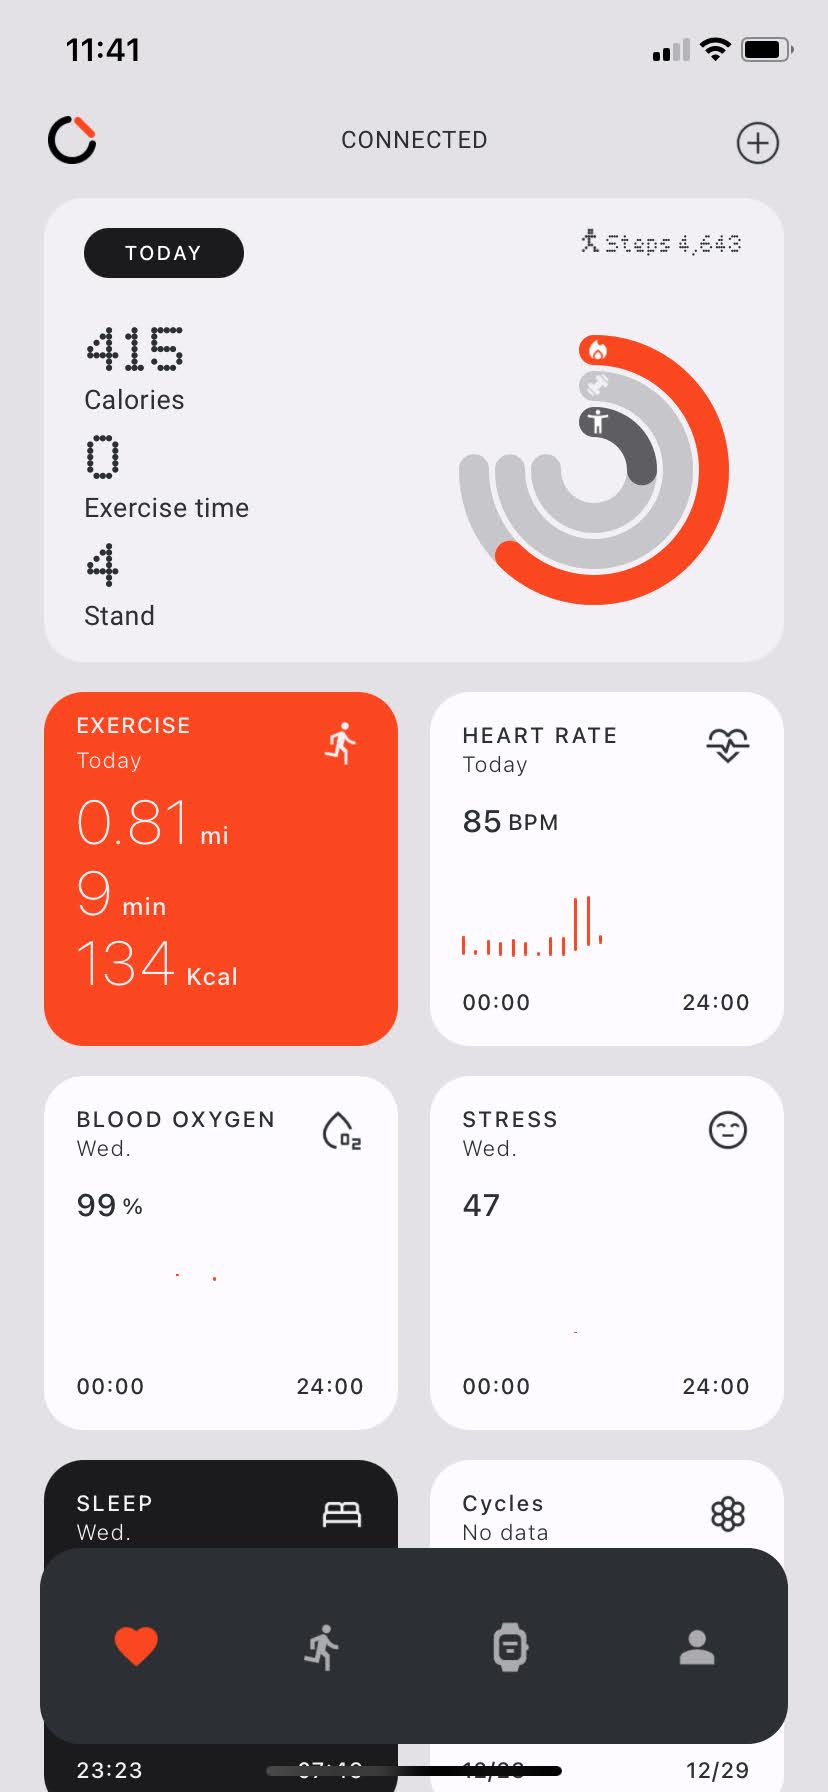 11:41
CONNECTED
TODAY
Steps 4,643
415
Calories
0
Exercise time
4
Stand
EXERCISE
Today
0.81 mi
9 min
134 Kcal
HEART RATE
Today
85 BPM
00:00 24:00
BLOOD OXYGEN
Wed.
99 %
00:00 24:00
STRESS
Wed.
47
00:00 24:00
SLEEP
Wed.
Cycles
No data
23:23
12/29